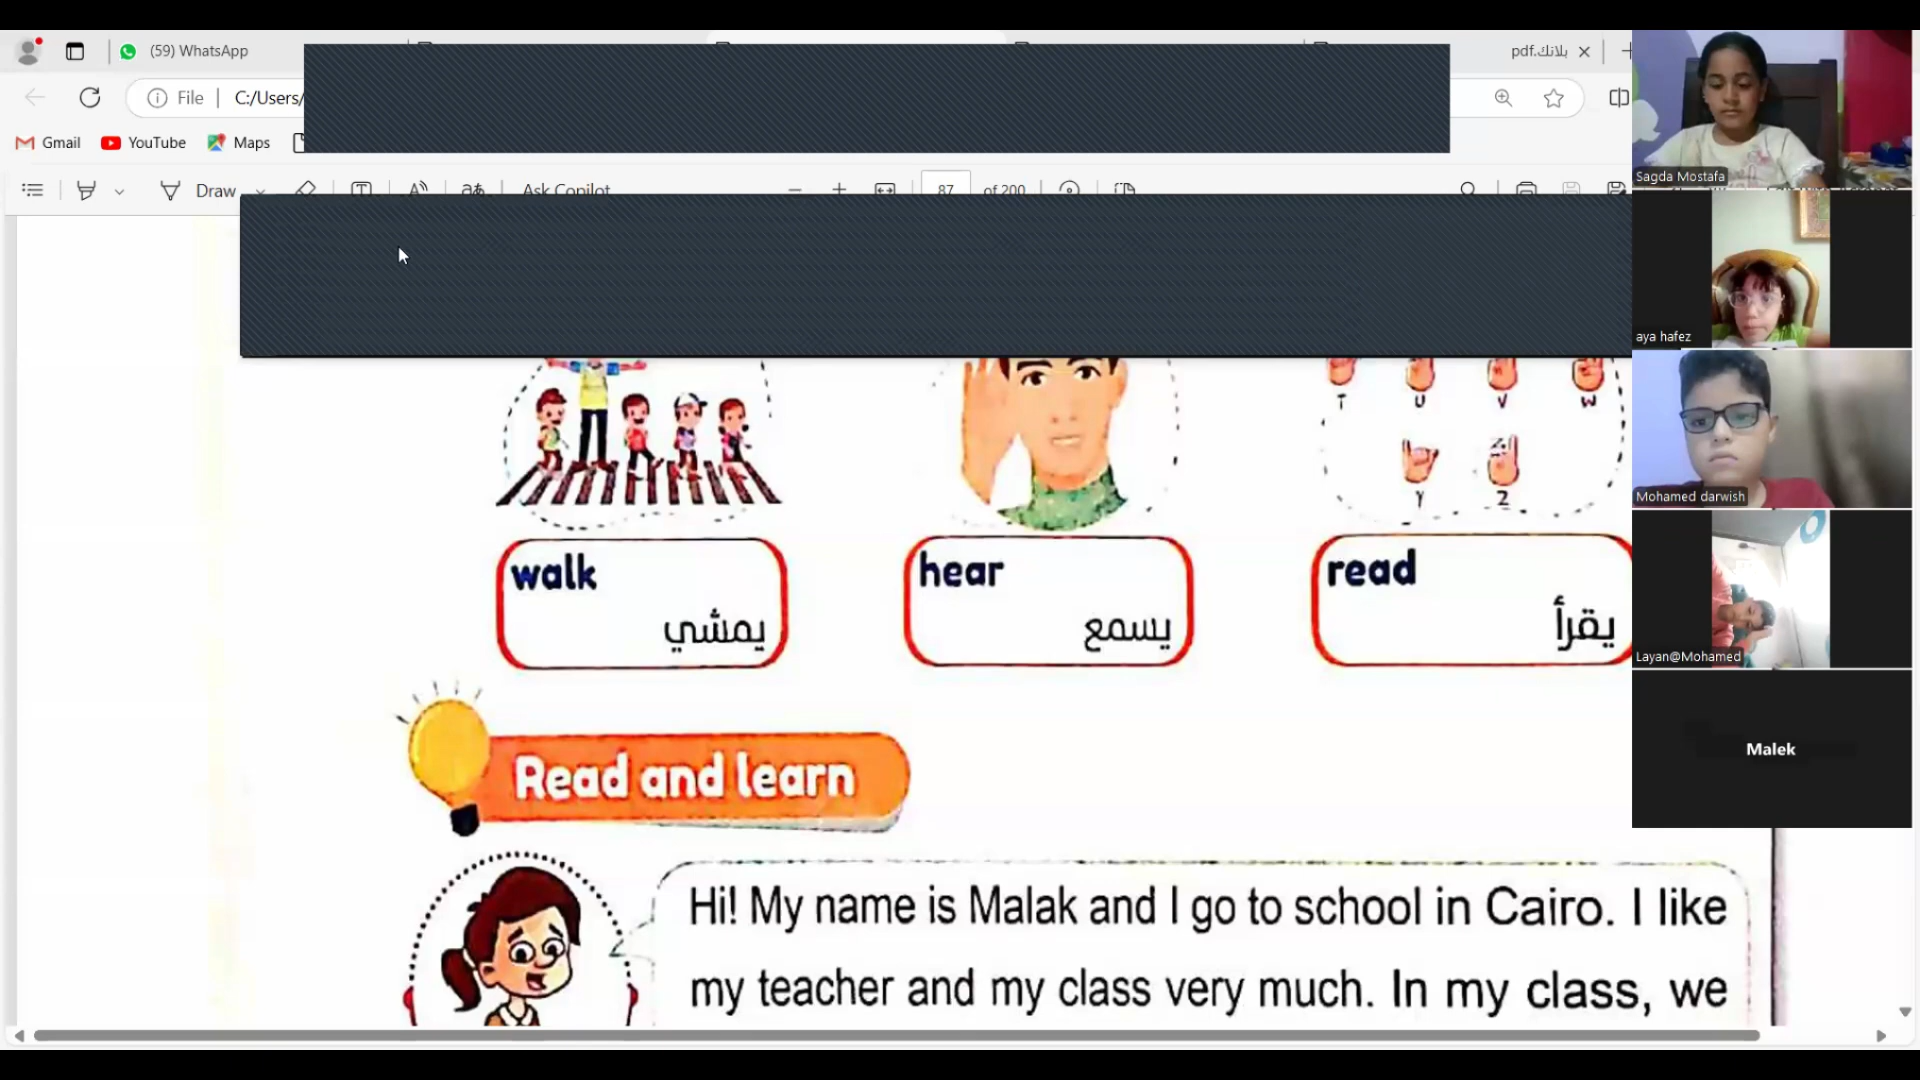 (59) WhatsApp
بلانك.pdf
File
C:/Users/
Gmail
YouTube
Maps
Draw
Ask Copilot
87
of 200
Sagda Mostafa
aya hafez
Mohamed darwish
Layan@Mohamed
Malek
T U V W
Y Z
walk
يمشي
hear
يسمع
read
يقرأ
Read and learn
Hi! My name is Malak and I go to school in Cairo. I like
my teacher and my class very much. In my class, we